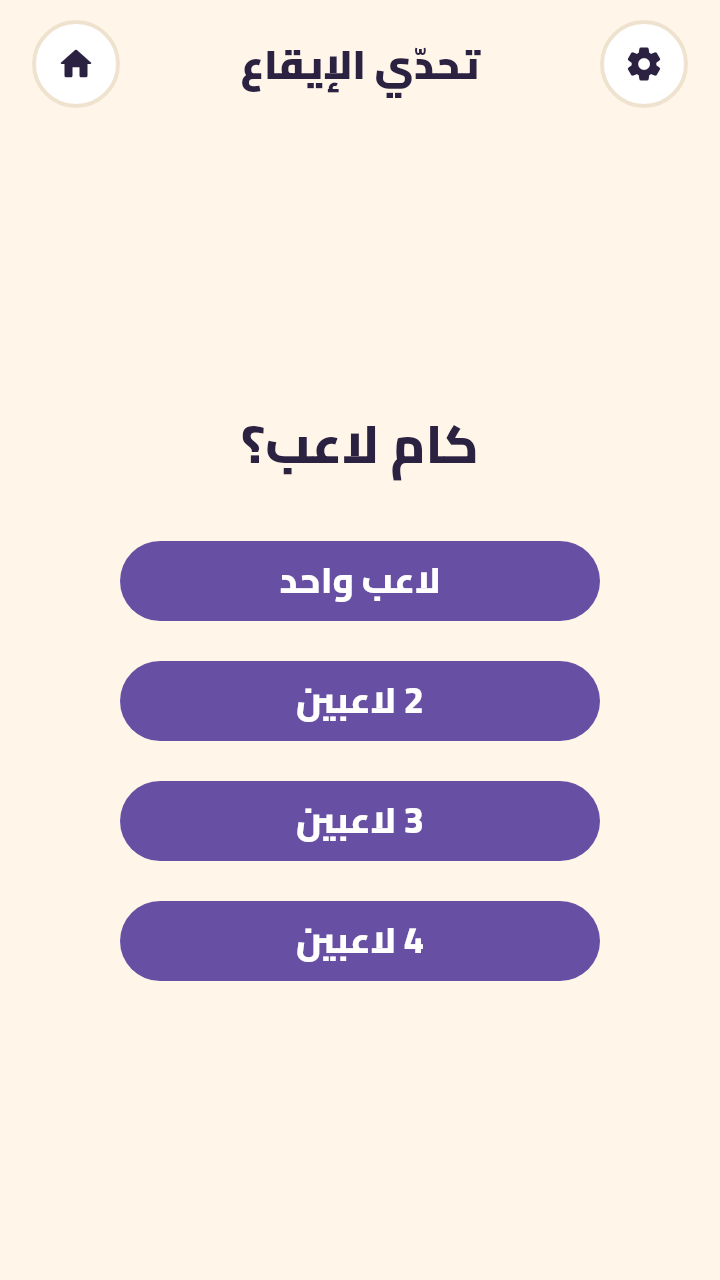 تحدّي الإيقاع
كام لاعب؟
لاعب واحد
2 لاعبين
3 لاعبين
4 لاعبين